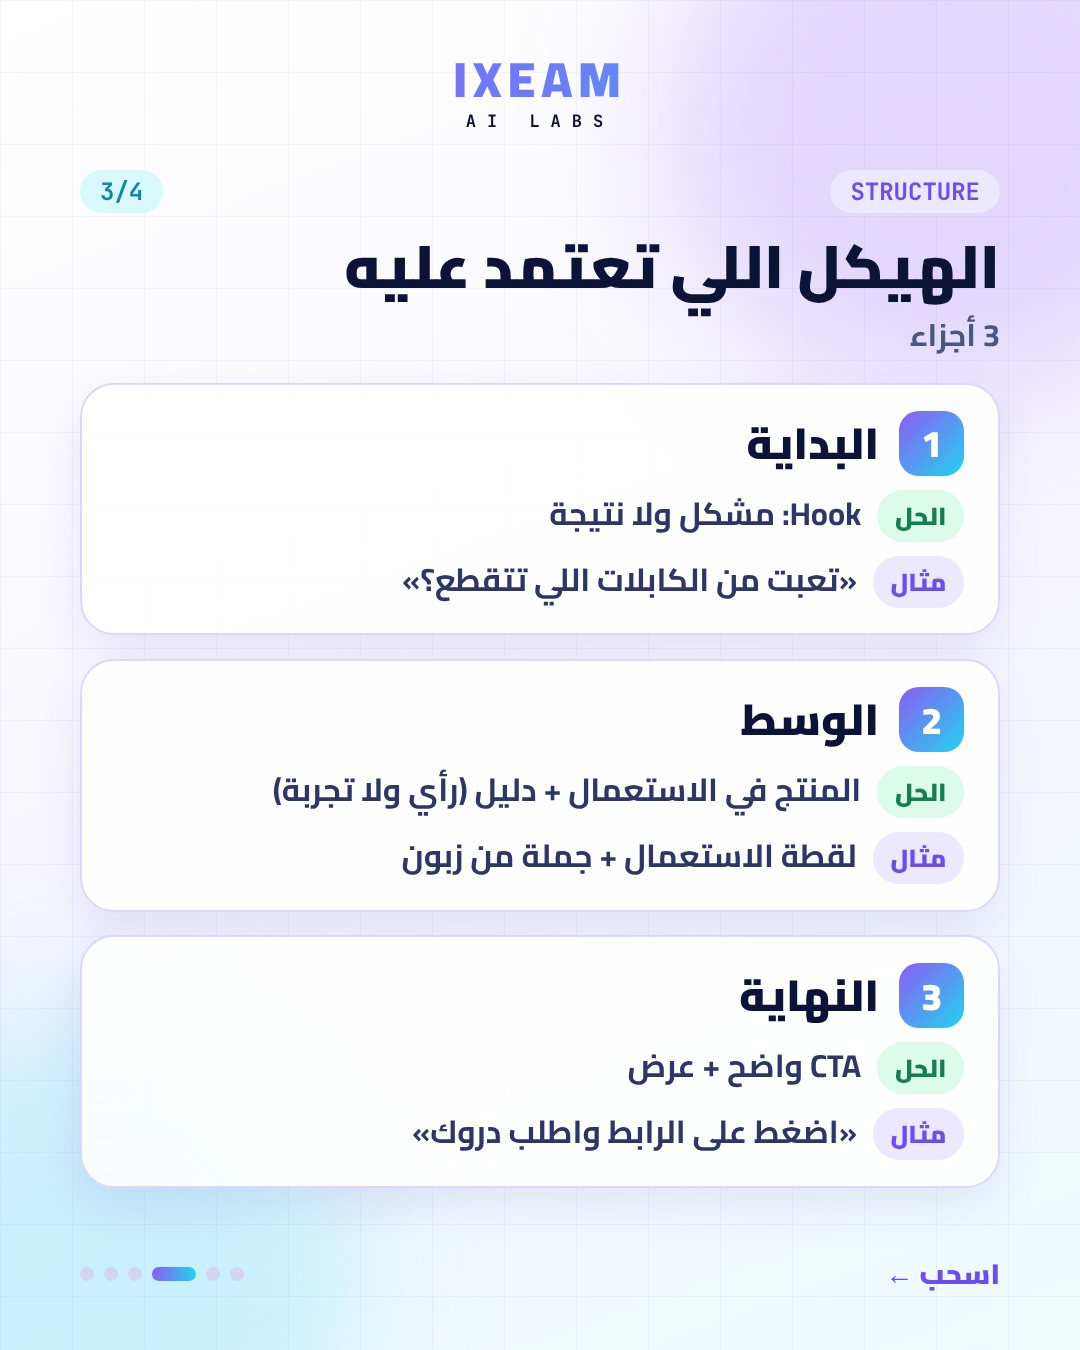 IXEAM
AI LABS
STRUCTURE
3/4
الهيكل اللي تعتمد عليه
3 أجزاء
1 البداية
الحل Hook: مشكل ولا نتيجة
مثال «تعبت من الكابلات اللي تتقطع؟»
2 الوسط
الحل المنتج في الاستعمال + دليل (رأي ولا تجربة)
مثال لقطة الاستعمال + جملة من زبون
3 النهاية
الحل CTA واضح + عرض
مثال «اضغط على الرابط واطلب دروك»
اسحب ←